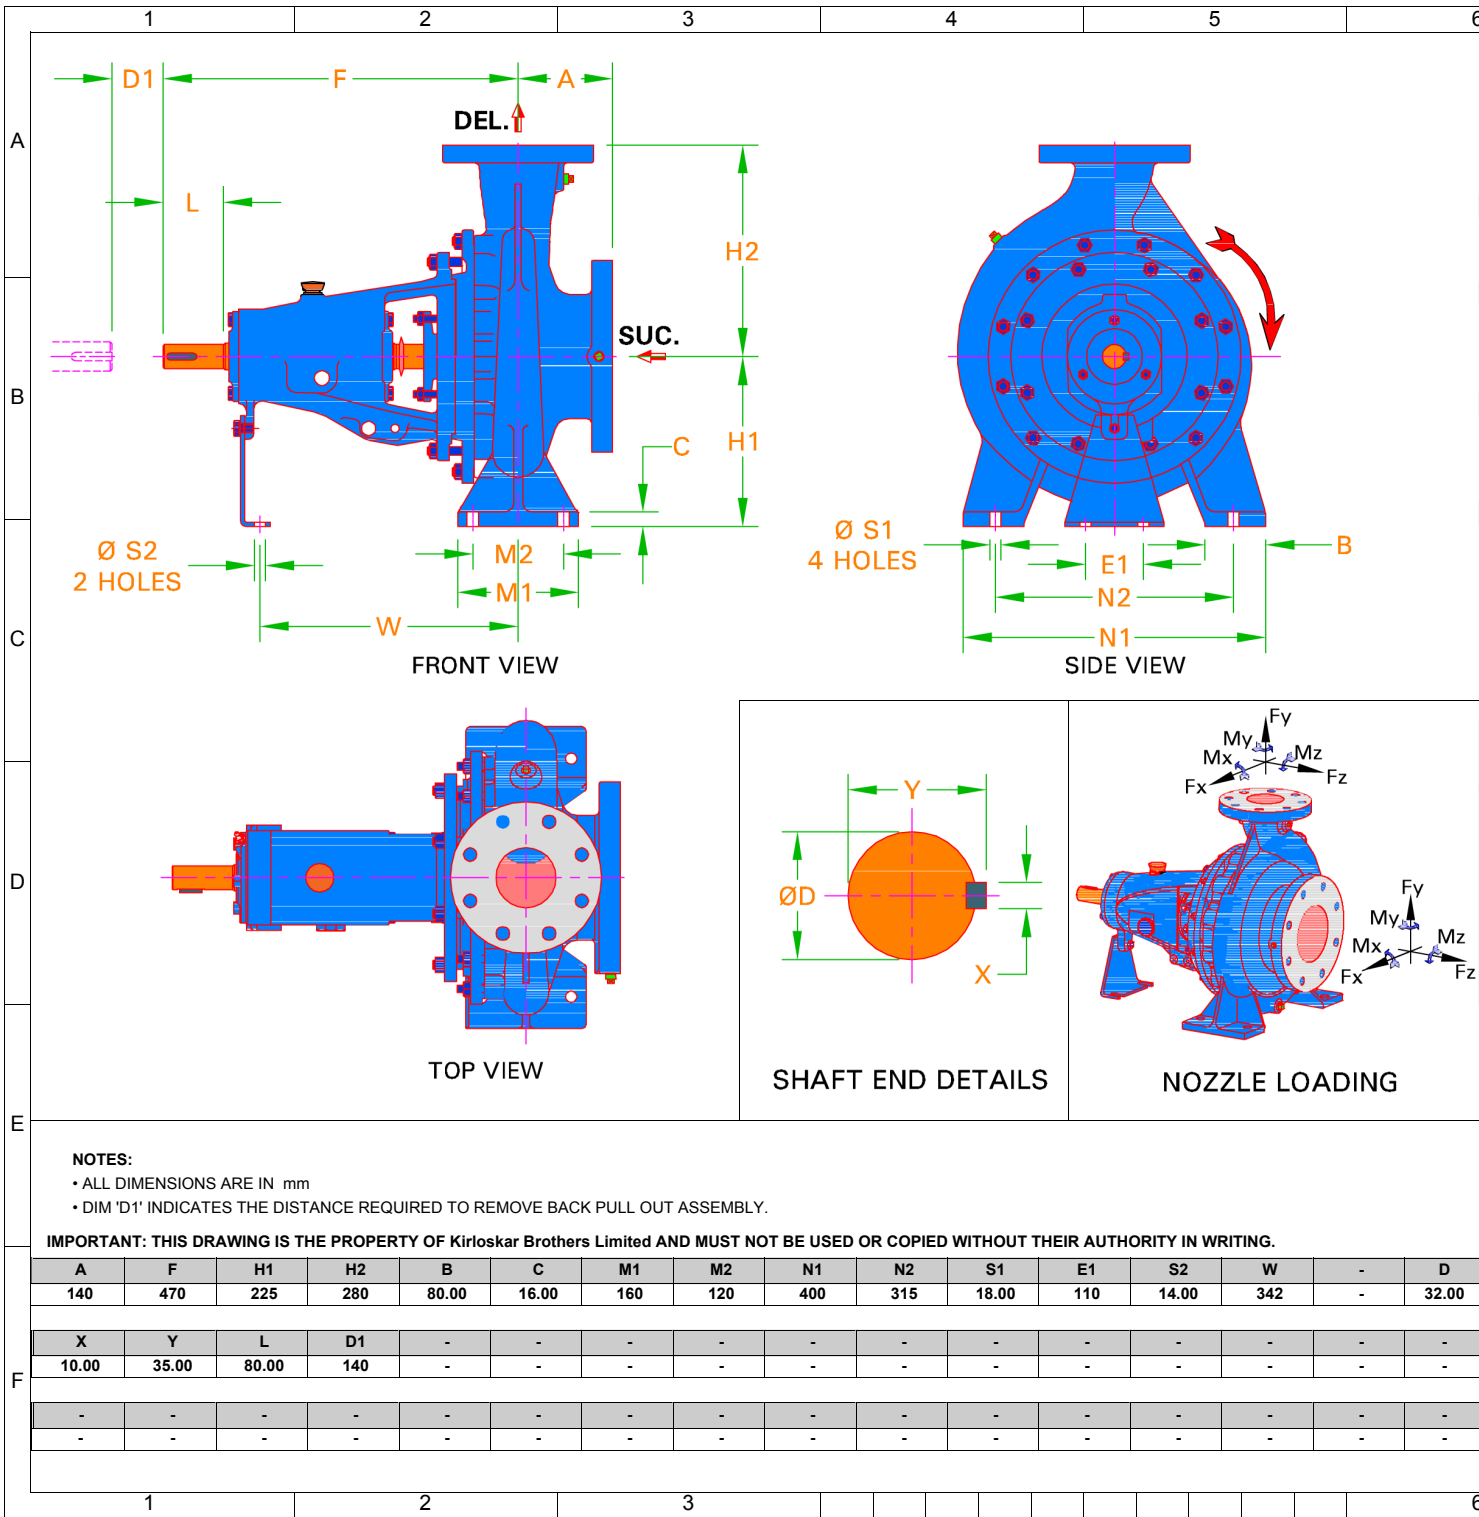 1 2 3 4 5 6
A
B
C
D
E
F
D1 F A
DEL.
L
H2
SUC.
C
H1
Ø S2
2 HOLES
M2
M1
W
FRONT VIEW
Ø S1
4 HOLES
B
E1
N2
N1
SIDE VIEW
TOP VIEW
Y
ØD
X
SHAFT END DETAILS
Fy
My
Mz
Mx
Fz
Fx
Fy
My
Mz
Mx
Fz
Fx
NOZZLE LOADING
NOTES:
• ALL DIMENSIONS ARE IN mm
• DIM 'D1' INDICATES THE DISTANCE REQUIRED TO REMOVE BACK PULL OUT ASSEMBLY.
IMPORTANT: THIS DRAWING IS THE PROPERTY OF Kirloskar Brothers Limited AND MUST NOT BE USED OR COPIED WITHOUT THEIR AUTHORITY IN WRITING.
A F H1 H2 B C M1 M2 N1 N2 S1 E1 S2 W - D
140 470 225 280 80.00 16.00 160 120 400 315 18.00 110 14.00 342 - 32.00
X Y L D1 - - - - - - - - - - - -
10.00 35.00 80.00 140 - - - - - - - - - - - -
- - - - - - - - - - - - - - - -
- - - - - - - - - - - - - - - -
1 2 3 6